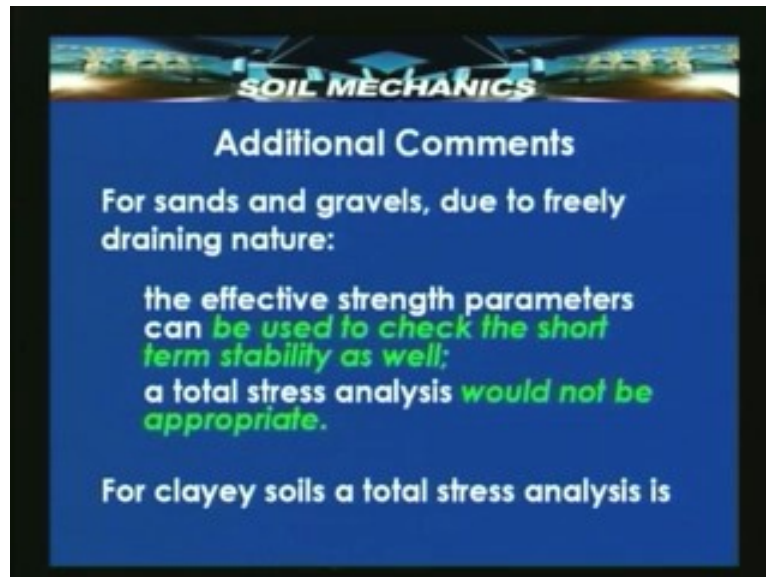 SOIL MECHANICS
Additional Comments
For sands and gravels, due to freely
draining nature:
the effective strength parameters
can be used to check the short
term stability as well;
a total stress analysis would not be
appropriate.
For clayey soils a total stress analysis is